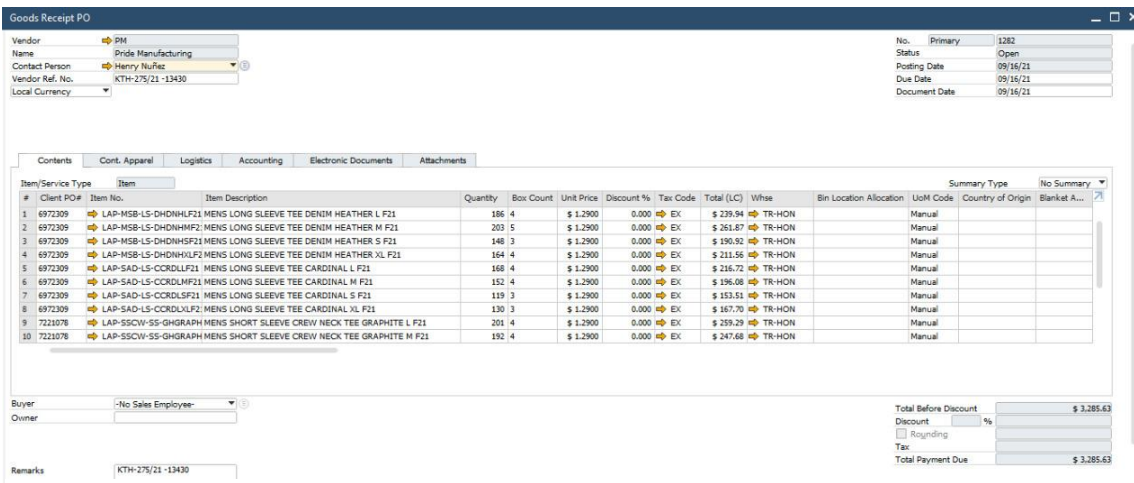 Goods Receipt PO
Vendor PM No. Primary 1282
Name Pride Manufacturing Status Open
Contact Person Henry Nuñez Posting Date 09/16/21
Vendor Ref. No. KTH-275/21 -13430 Due Date 09/16/21
Local Currency Document Date 09/16/21
Contents Cont. Apparel Logistics Accounting Electronic Documents Attachments
Item/Service Type Item Summary Type No Summary
# Client PO# Item No. Item Description Quantity Box Count Unit Price Discount % Tax Code Total (LC) Whse Bin Location Allocation UoM Code Country of Origin Blanket A...
1 6972309 LAP-MSB-LS-DHDNHLF21 MENS LONG SLEEVE TEE DENIM HEATHER L F21 186 4 $ 1.2900 0.000 EX $ 239.94 TR-HON Manual
2 6972309 LAP-MSB-LS-DHDNHMF2 MENS LONG SLEEVE TEE DENIM HEATHER M F21 203 5 $ 1.2900 0.000 EX $ 261.87 TR-HON Manual
3 6972309 LAP-MSB-LS-DHDNHSF21 MENS LONG SLEEVE TEE DENIM HEATHER S F21 148 3 $ 1.2900 0.000 EX $ 190.92 TR-HON Manual
4 6972309 LAP-MSB-LS-DHDNHXLF2 MENS LONG SLEEVE TEE DENIM HEATHER XL F21 164 4 $ 1.2900 0.000 EX $ 211.56 TR-HON Manual
5 6972309 LAP-SAD-LS-CCRDLLF21 MENS LONG SLEEVE TEE CARDINAL L F21 168 4 $ 1.2900 0.000 EX $ 216.72 TR-HON Manual
6 6972309 LAP-SAD-LS-CCRDLMF21 MENS LONG SLEEVE TEE CARDINAL M F21 152 4 $ 1.2900 0.000 EX $ 196.08 TR-HON Manual
7 6972309 LAP-SAD-LS-CCRDLSF21 MENS LONG SLEEVE TEE CARDINAL S F21 119 3 $ 1.2900 0.000 EX $ 153.51 TR-HON Manual
8 6972309 LAP-SAD-LS-CCRDLXLF2 MENS LONG SLEEVE TEE CARDINAL XL F21 130 3 $ 1.2900 0.000 EX $ 167.70 TR-HON Manual
9 7221078 LAP-SSCW-SS-GHGRAPH MENS SHORT SLEEVE CREW NECK TEE GRAPHITE L F21 201 4 $ 1.2900 0.000 EX $ 259.29 TR-HON Manual
10 7221078 LAP-SSCW-SS-GHGRAPH MENS SHORT SLEEVE CREW NECK TEE GRAPHITE M F21 192 4 $ 1.2900 0.000 EX $ 247.68 TR-HON Manual
Buyer -No Sales Employee- Total Before Discount $ 3,285.63
Owner Discount %
Rounding
Tax
Remarks KTH-275/21 -13430 Total Payment Due $ 3,285.63